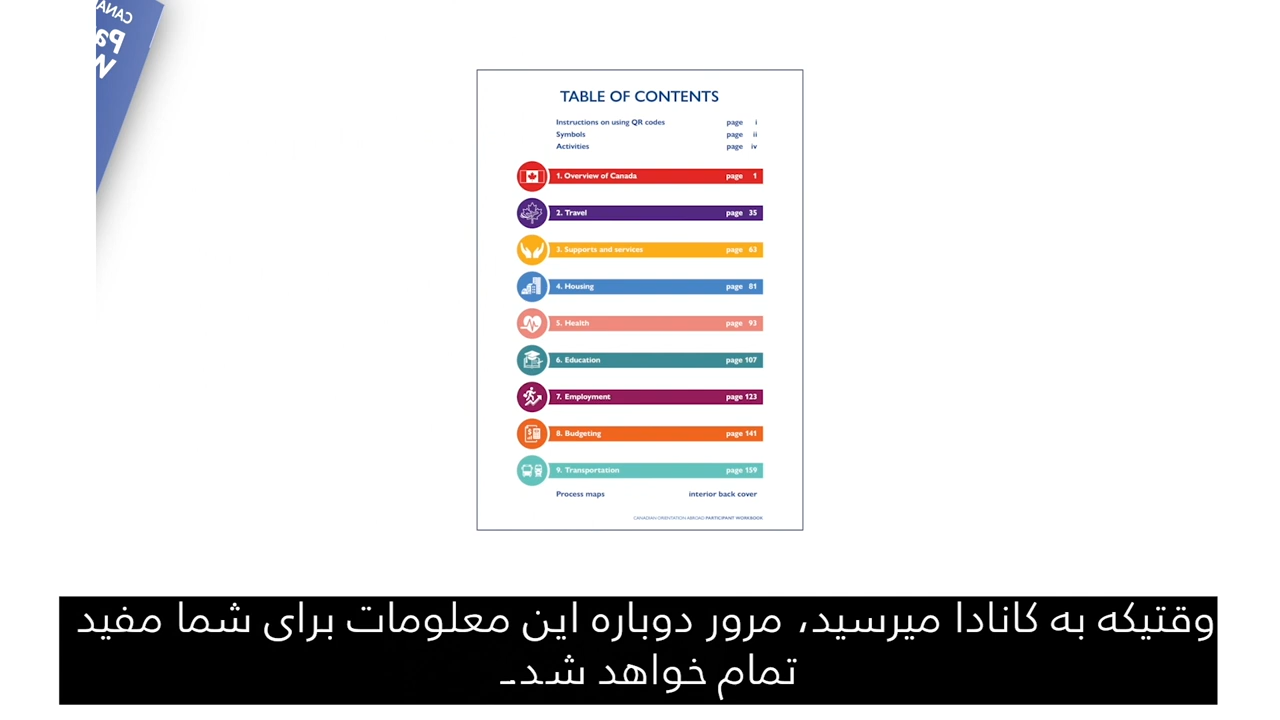 CANA
Pa
W
TABLE OF CONTENTS
Instructions on using QR codes page i
Symbols page ii
Activities page iv
1. Overview of Canada page 1
2. Travel page 35
3. Supports and services page 63
4. Housing page 81
5. Health page 93
6. Education page 107
7. Employment page 123
8. Budgeting page 141
9. Transportation page 159
Process maps interior back cover
CANADIAN ORIENTATION ABROAD PARTICIPANT WORKBOOK
وقتیکه به کانادا میرسید، مرور دوباره این معلومات برای شما مفید
تمام خواهد شد.